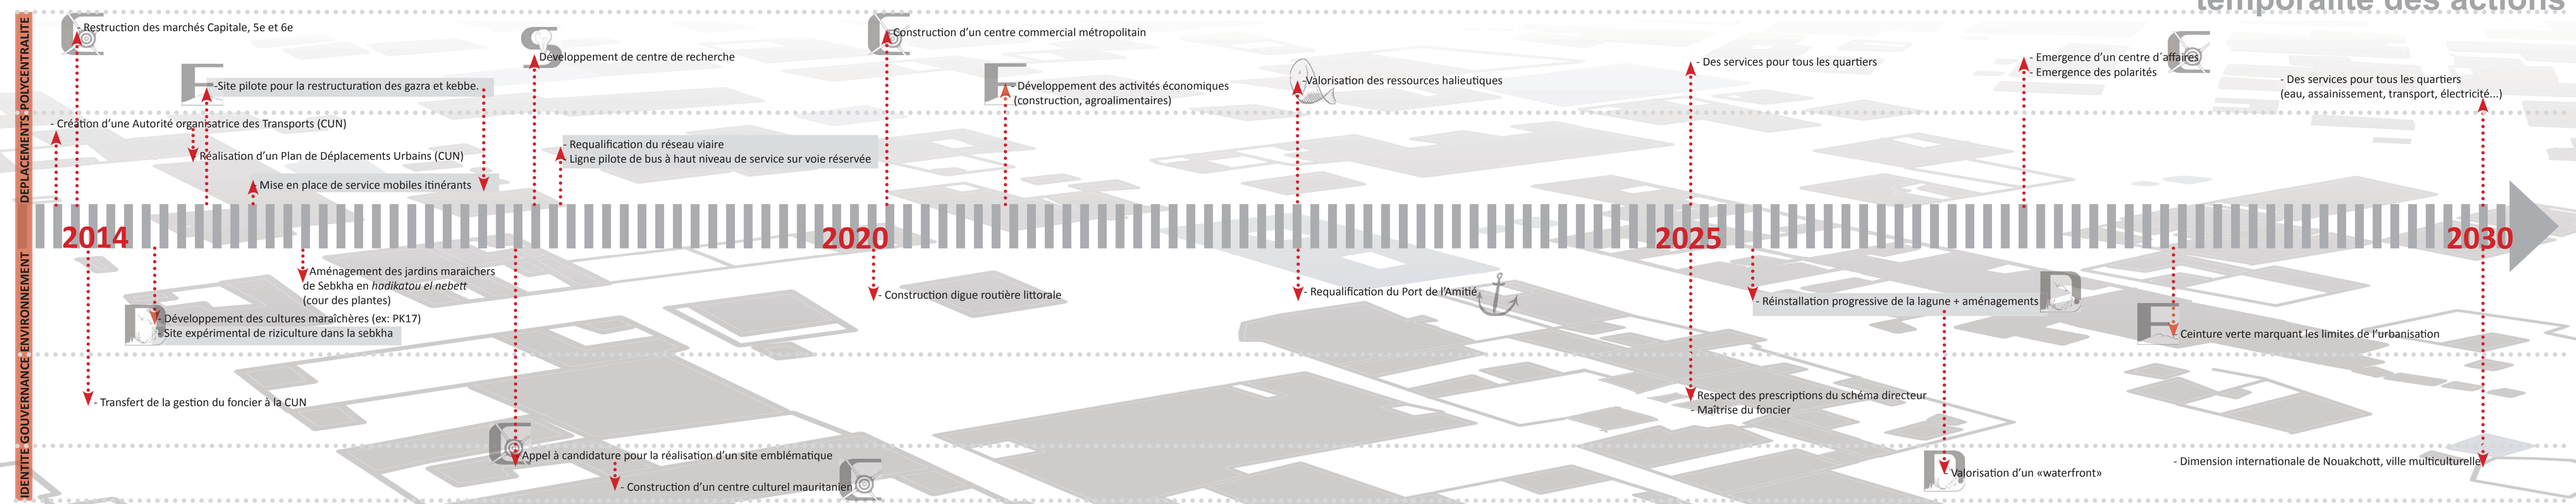 temporalité des actions
DEPLACEMENTS POLYCENTRALITE
IDENTITE GOUVERNANCE ENVIRONNEMENT
- Restruction des marchés Capitale, 5e et 6e
-Site pilote pour la restructuration des gazra et kebbe.
- Création d'une Autorité organisatrice des Transports (CUN)
- Réalisation d'un Plan de Déplacements Urbains (CUN)
- Mise en place de service mobiles itinérants
- Développement de centre de recherche
- Requalification du réseau viaire
- Ligne pilote de bus à haut niveau de service sur voie réservée
- Construction d'un centre commercial métropolitain
- Développement des activités économiques
(construction, agroalimentaires)
-Valorisation des ressources halieutiques
- Des services pour tous les quartiers
- Emergence d'un centre d´affaires
- Emergence des polarités
- Des services pour tous les quartiers
(eau, assainissement, transport, électricité...)
2014
2020
2025
2030
- Aménagement des jardins maraichers
de Sebkha en hadikatou el nebett
(cour des plantes)
- Développement des cultures maraîchères (ex: PK17)
- Site expérimental de riziculture dans la sebkha
- Transfert de la gestion du foncier à la CUN
- Appel à candidature pour la réalisation d'un site emblématique
- Construction d'un centre culturel mauritanien
- Construction digue routière littorale
- Requalification du Port de l'Amitié
- Réinstallation progressive de la lagune + aménagements
- Respect des prescriptions du schéma directeur
- Maîtrise du foncier
- Valorisation d'un «waterfront»
- Ceinture verte marquant les limites de l'urbanisation
- Dimension internationale de Nouakchott, ville multiculturelle